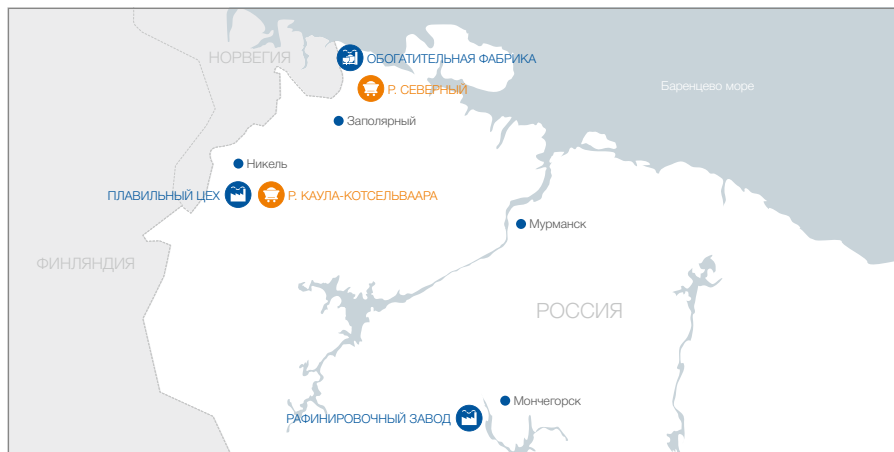 НОРВЕГИЯ
ОБОГАТИТЕЛЬНАЯ ФАБРИКА
Р. СЕВЕРНЫЙ
Баренцево море
Заполярный
Никель
ПЛАВИЛЬНЫЙ ЦЕХ
Р. КАУЛА-КОТСЕЛЬВААРА
Мурманск
ФИНЛЯНДИЯ
РОССИЯ
Мончегорск
РАФИНИРОВОЧНЫЙ ЗАВОД